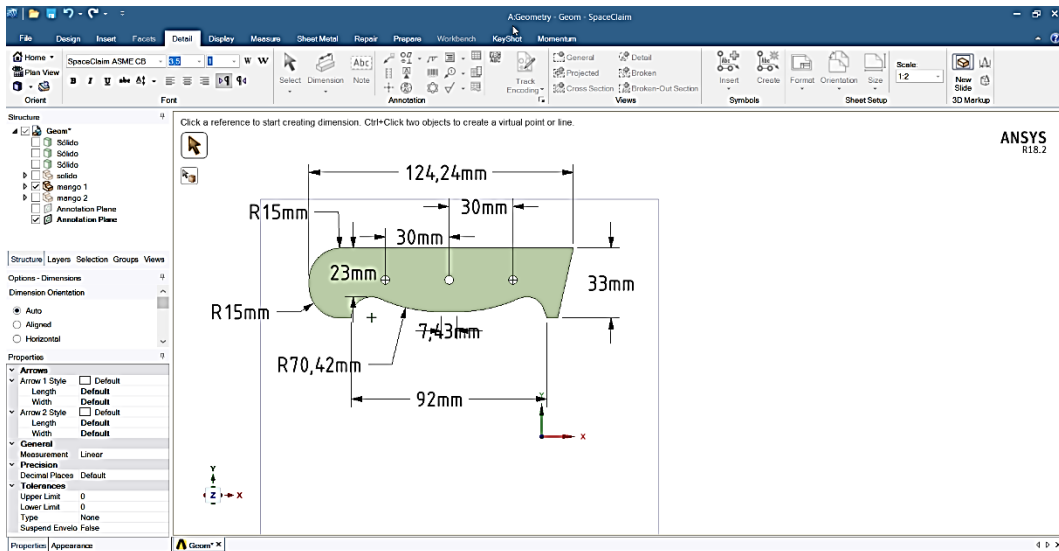 A:Geometry - Geom - SpaceClaim
File Design Insert Facets Detail Display Measure Sheet Metal Repair Prepare Workbench KeyShot Momentum
Home
Plan View
Orient
SpaceClaim ASME CB 3.5 1 W W
B I U abc
Font
Select Dimension Abc Note
Track Encoding
Annotation
General Detail
Projected Broken
Cross Section Broken-Out Section
Views
Insert Create
Symbols
Format Orientation Size
Scale
1:2
Sheet Setup
New Slide
3D Markup
Structure
Geom*
Sólido
Sólido
Sólido
solido
mango 1
mango 2
Annotation Plane
Annotation Plane
Structure Layers Selection Groups Views
Options - Dimensions
Dimension Orientation
Auto
Aligned
Horizontal
Properties
Arrows
Arrow 1 Style Default
Length Default
Width Default
Arrow 2 Style Default
Length Default
Width Default
General
Measurement Linear
Precision
Decimal Places Default
Tolerances
Upper Limit 0
Lower Limit 0
Type None
Suspend Envelo False
Properties Appearance
Click a reference to start creating dimension. Ctrl+Click two objects to create a virtual point or line.
ANSYS
R18.2
124,24mm
R15mm
30mm
30mm
23mm
33mm
R15mm
7,43mm
R70,42mm
92mm
Y
X
Y
Z X
Geom* X